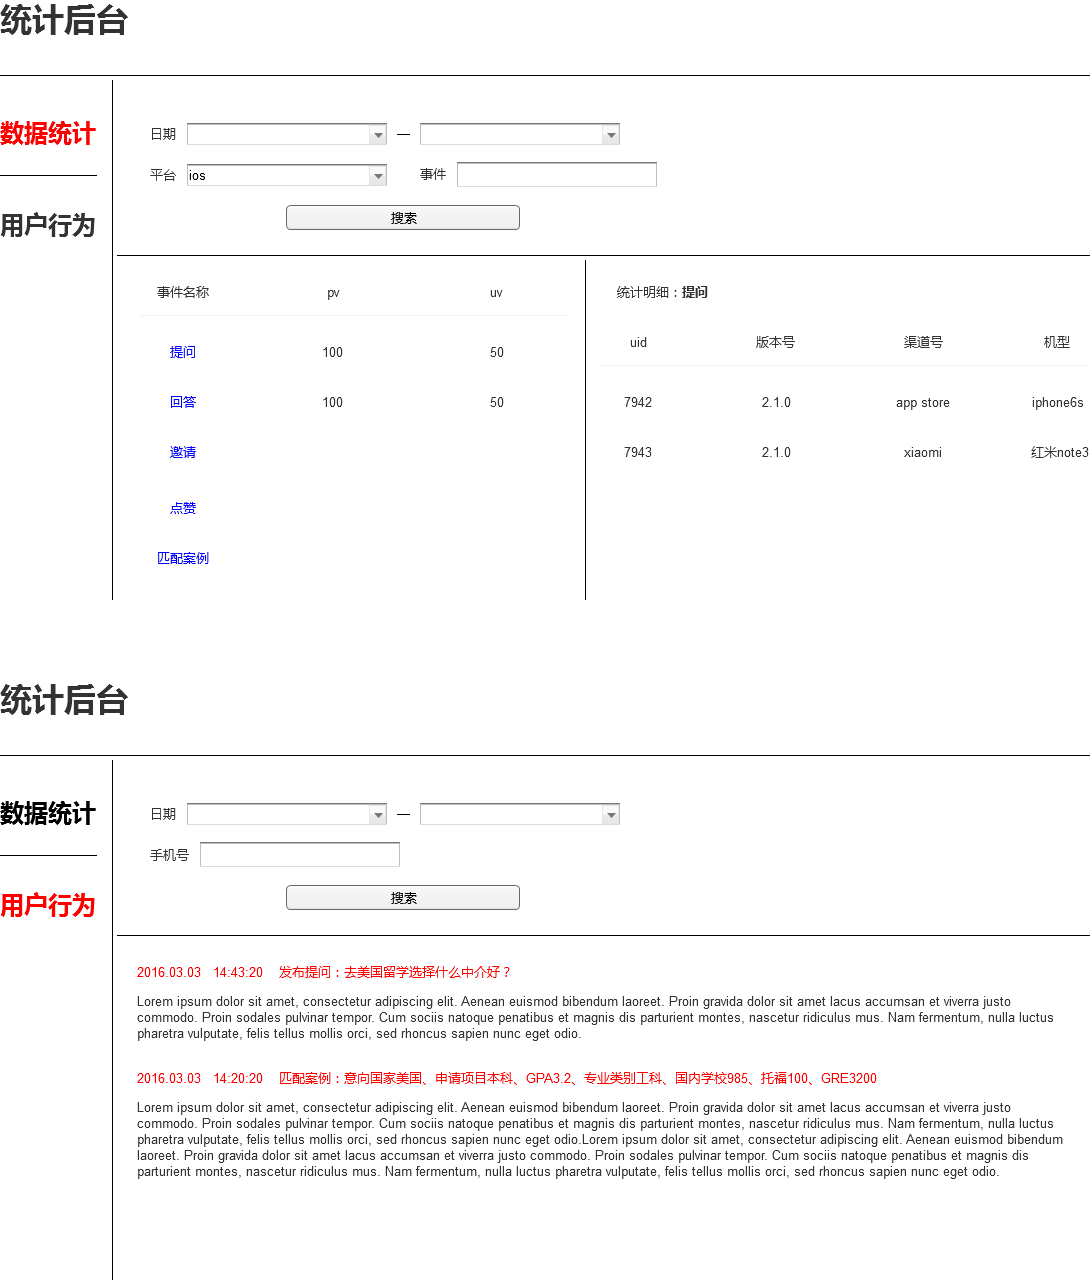 统计后台
数据统计
用户行为
日期 —
平台 ios 事件
搜索
事件名称 pv uv
提问 100 50
回答 100 50
邀请
点赞
匹配案例
统计明细：提问
uid 版本号 渠道号 机型
7942 2.1.0 app store iphone6s
7943 2.1.0 xiaomi 红米note3
统计后台
数据统计
用户行为
日期 —
手机号
搜索
2016.03.03 14:43:20 发布提问：去美国留学选择什么中介好？
Lorem ipsum dolor sit amet, consectetur adipiscing elit. Aenean euismod bibendum laoreet. Proin gravida dolor sit amet lacus accumsan et viverra justo
commodo. Proin sodales pulvinar tempor. Cum sociis natoque penatibus et magnis dis parturient montes, nascetur ridiculus mus. Nam fermentum, nulla luctus
pharetra vulputate, felis tellus mollis orci, sed rhoncus sapien nunc eget odio.
2016.03.03 14:20:20 匹配案例：意向国家美国、申请项目本科、GPA3.2、专业类别工科、国内学校985、托福100、GRE3200
Lorem ipsum dolor sit amet, consectetur adipiscing elit. Aenean euismod bibendum laoreet. Proin gravida dolor sit amet lacus accumsan et viverra justo
commodo. Proin sodales pulvinar tempor. Cum sociis natoque penatibus et magnis dis parturient montes, nascetur ridiculus mus. Nam fermentum, nulla luctus
pharetra vulputate, felis tellus mollis orci, sed rhoncus sapien nunc eget odio.Lorem ipsum dolor sit amet, consectetur adipiscing elit. Aenean euismod bibendum
laoreet. Proin gravida dolor sit amet lacus accumsan et viverra justo commodo. Proin sodales pulvinar tempor. Cum sociis natoque penatibus et magnis dis
parturient montes, nascetur ridiculus mus. Nam fermentum, nulla luctus pharetra vulputate, felis tellus mollis orci, sed rhoncus sapien nunc eget odio.